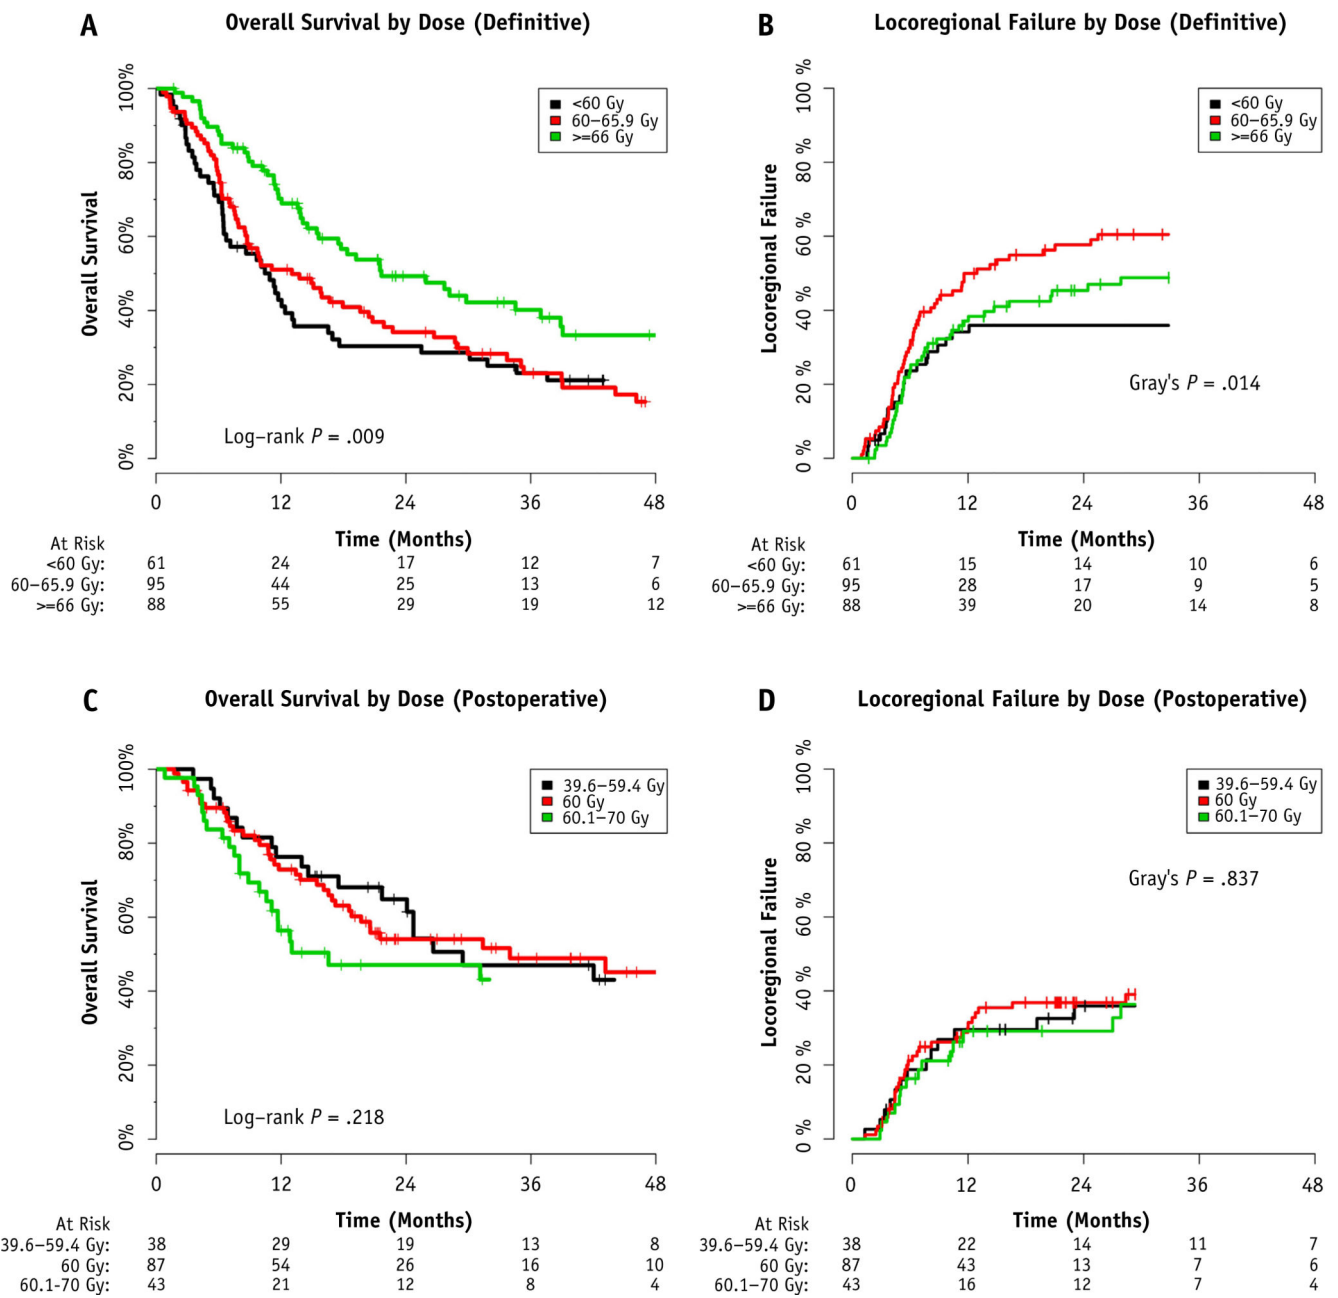 A
Overall Survival by Dose (Definitive)
Overall Survival
100%
80%
60%
40%
20%
0%
<60 Gy
60–65.9 Gy
>=66 Gy
Log–rank P = .009
0 12 24 36 48
Time (Months)
At Risk
<60 Gy: 61 24 17 12 7
60–65.9 Gy: 95 44 25 13 6
>=66 Gy: 88 55 29 19 12
B
Locoregional Failure by Dose (Definitive)
Locoregional Failure
100 %
80 %
60 %
40 %
20 %
0 %
<60 Gy
60–65.9 Gy
>=66 Gy
Gray's P = .014
0 12 24 36 48
Time (Months)
At Risk
<60 Gy: 61 15 14 10 6
60–65.9 Gy: 95 28 17 9 5
>=66 Gy: 88 39 20 14 8
C
Overall Survival by Dose (Postoperative)
Overall Survival
100%
80%
60%
40%
20%
0%
39.6–59.4 Gy
60 Gy
60.1–70 Gy
Log–rank P = .218
0 12 24 36 48
Time (Months)
At Risk
39.6–59.4 Gy: 38 29 19 13 8
60 Gy: 87 54 26 16 10
60.1-70 Gy: 43 21 12 8 4
D
Locoregional Failure by Dose (Postoperative)
Locoregional Failure
100 %
80 %
60 %
40 %
20 %
0 %
39.6–59.4 Gy
60 Gy
60.1–70 Gy
Gray's P = .837
0 12 24 36 48
Time (Months)
At Risk
39.6–59.4 Gy: 38 22 14 11 7
60 Gy: 87 43 13 7 6
60.1–70 Gy: 43 16 12 7 4